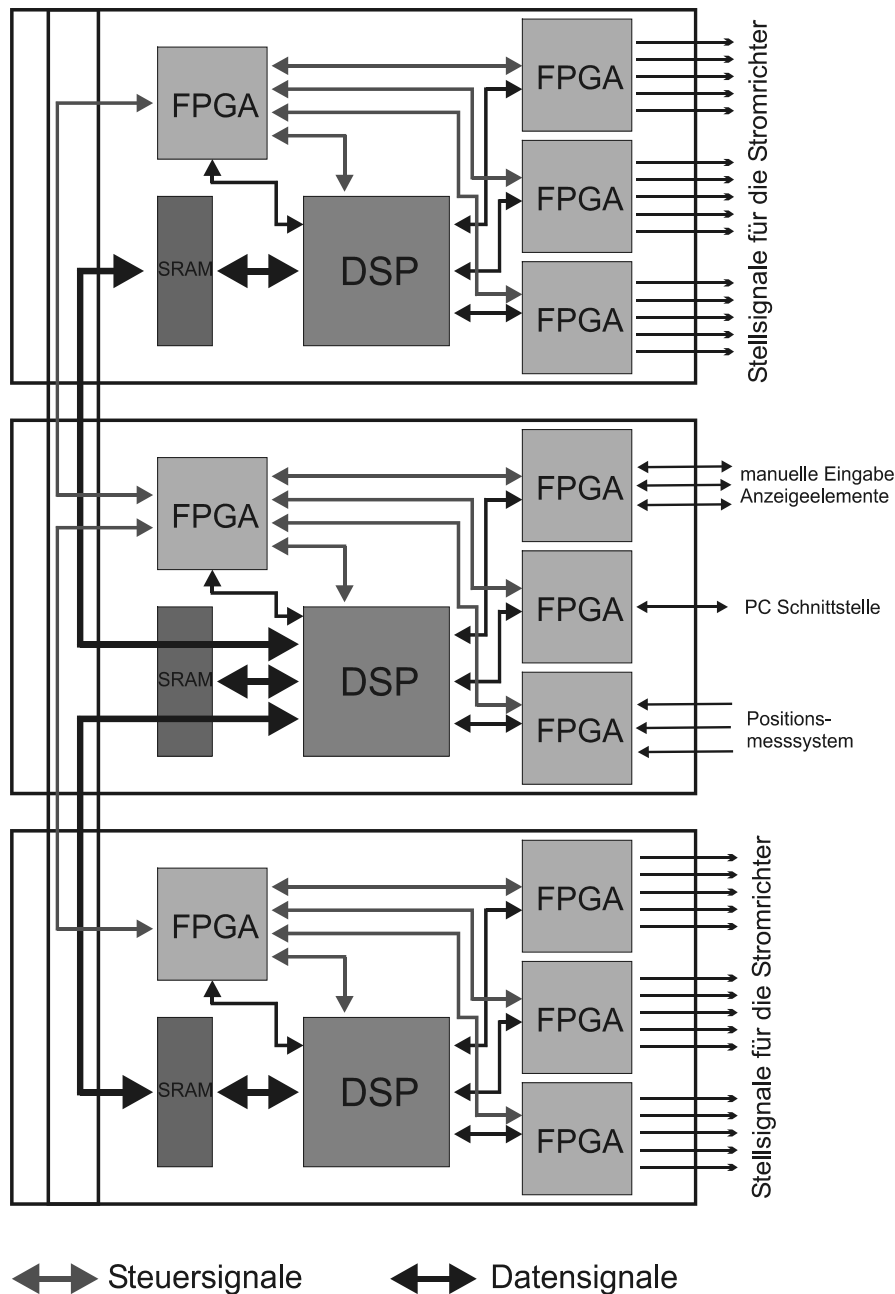 FPGA
FPGA
SRAM
DSP
FPGA
FPGA
Stellsignale für die Stromrichter
FPGA
FPGA
manuelle Eingabe
Anzeigeelemente
SRAM
DSP
FPGA
PC Schnittstelle
FPGA
Positions-
messsystem
FPGA
FPGA
SRAM
DSP
FPGA
FPGA
Stellsignale für die Stromrichter
Steuersignale
Datensignale